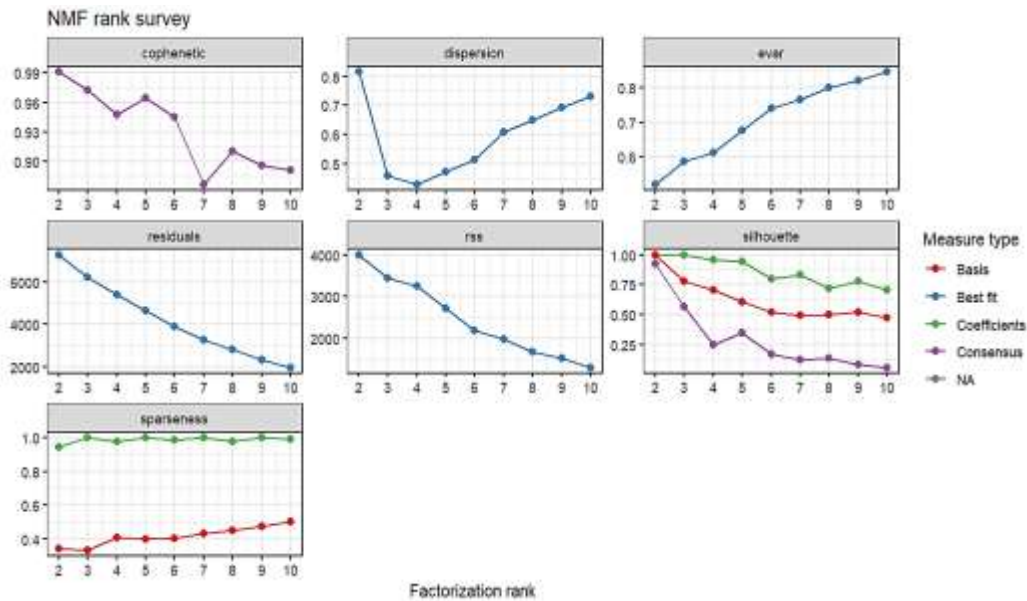 NMF rank survey
cophenetic
dispersion
evar
0.99
0.96
0.93
0.90
2 3 4 5 6 7 8 9 10
0.8
0.7
0.6
0.5
2 3 4 5 6 7 8 9 10
0.8
0.7
0.6
2 3 4 5 6 7 8 9 10
residuals
rss
silhouette
6000
4000
2000
2 3 4 5 6 7 8 9 10
4000
3000
2000
2 3 4 5 6 7 8 9 10
1.00
0.75
0.50
0.25
2 3 4 5 6 7 8 9 10
Measure type
Basis
Best fit
Coefficients
Consensus
NA
sparseness
1.0
0.8
0.6
0.4
2 3 4 5 6 7 8 9 10
Factorization rank